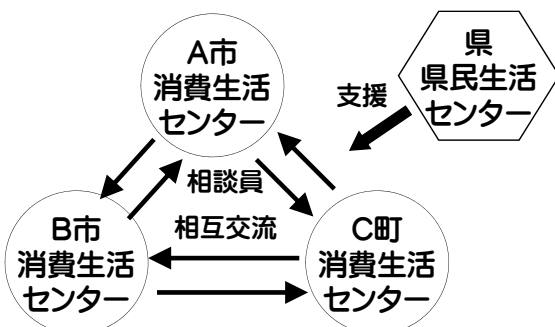 A市
消費生活
センター
県
県民生活
センター
支援
相談員
相互交流
B市
消費生活
センター
C町
消費生活
センター